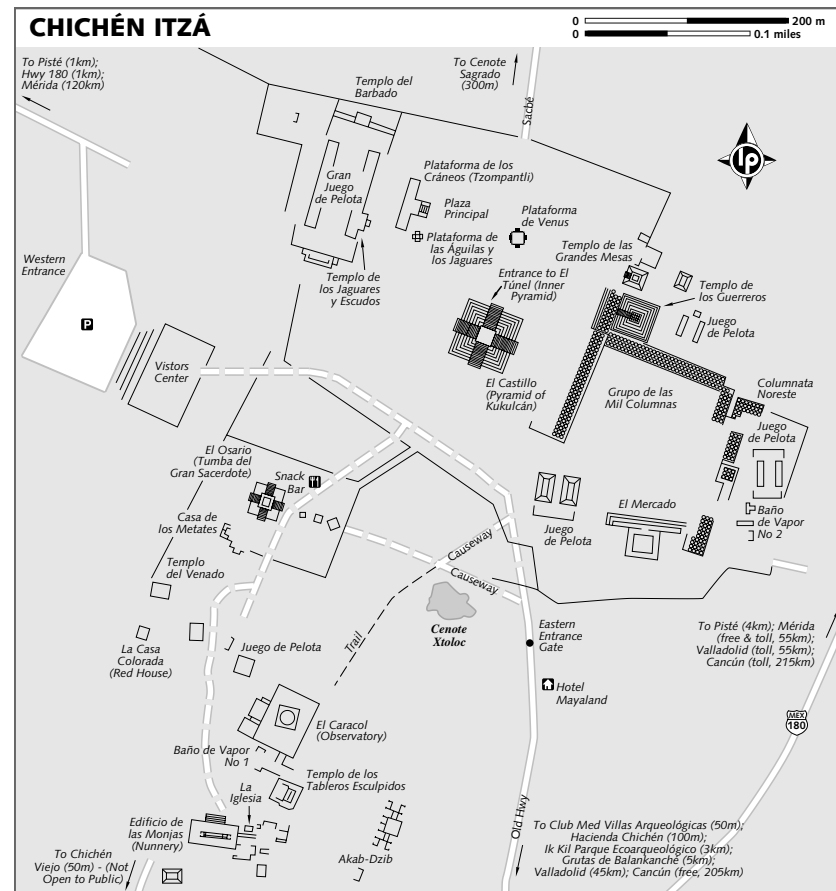 CHICHÉN ITZÁ
0 200 m
0 0.1 miles
To Pisté (1km);
Hwy 180 (1km);
Mérida (120km)
Templo del
Barbado
To Cenote
Sagrado
(300m)
Sacbé
lp
Gran
Juego
de Pelota
Plataforma de los
Cráneos (Tzompantli)
Plaza
Principal
Plataforma
de Venus
Plataforma de
las Águilas y
los Jaguares
Templo de las
Grandes Mesas
Western
Entrance
Templo de
los Jaguares
y Escudos
Entrance to El
Túnel (Inner
Pyramid)
Templo de
los Guerreros
Juego
de Pelota
P
Vistors
Center
El Castillo
(Pyramid of
Kukulcán)
Grupo de las
Mil Columnas
Columnata
Noreste
Juego
de Pelota
El Osario
(Tumba del
Gran Sacerdote)
Snack
Bar
Casa de
los Metates
Juego
de Pelota
El Mercado
Baño
de Vapor
No 2
Templo
del Venado
Causeway
Causeway
Cenote
Xtoloc
Trail
Eastern
Entrance
Gate
To Pisté (4km); Mérida
(free & toll, 55km);
Valladolid (toll, 55km);
Cancún (toll, 215km)
La Casa
Colorada
(Red House)
Juego de Pelota
Hotel
Mayaland
MEX
180
El Caracol
(Observatory)
Baño de Vapor
No 1
Templo de los
Tableros Esculpidos
La
Iglesia
Edificio de
las Monjas
(Nunnery)
Akab-Dzib
Old Hwy
To Club Med Villas Arqueológicas (50m);
Hacienda Chichén (100m);
Ik Kil Parque Ecoarqueológico (3km);
Grutas de Balankanché (5km);
Valladolid (45km); Cancún (free, 205km)
To Chichén
Viejo (50m) - (Not
Open to Public)